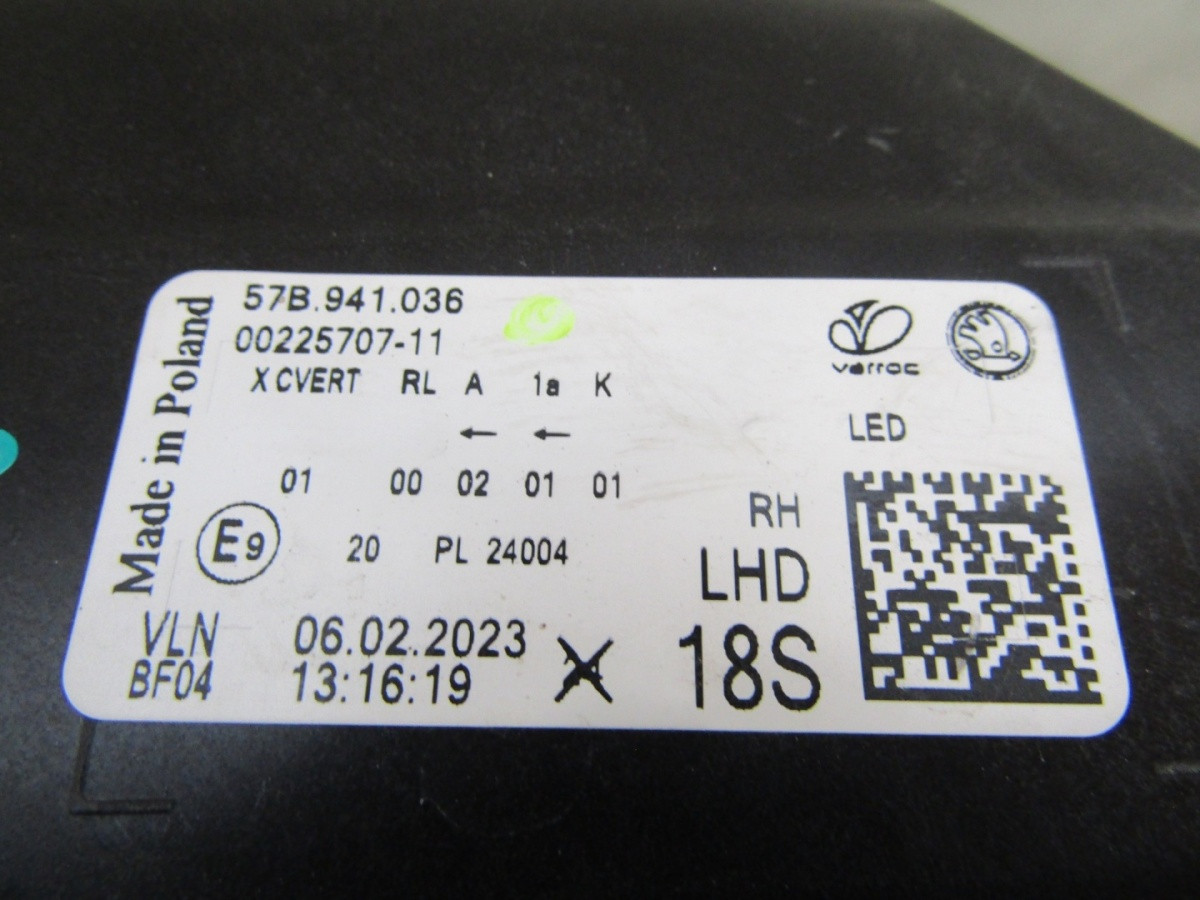 Made in Poland
57B.941.036
00225707-11
X CVERT RL A 1a K
← ←
01 00 02 01 01
E9 20 PL 24004
VLN 06.02.2023
BF04 13:16:19
varroc
LED
RH
LHD
18S